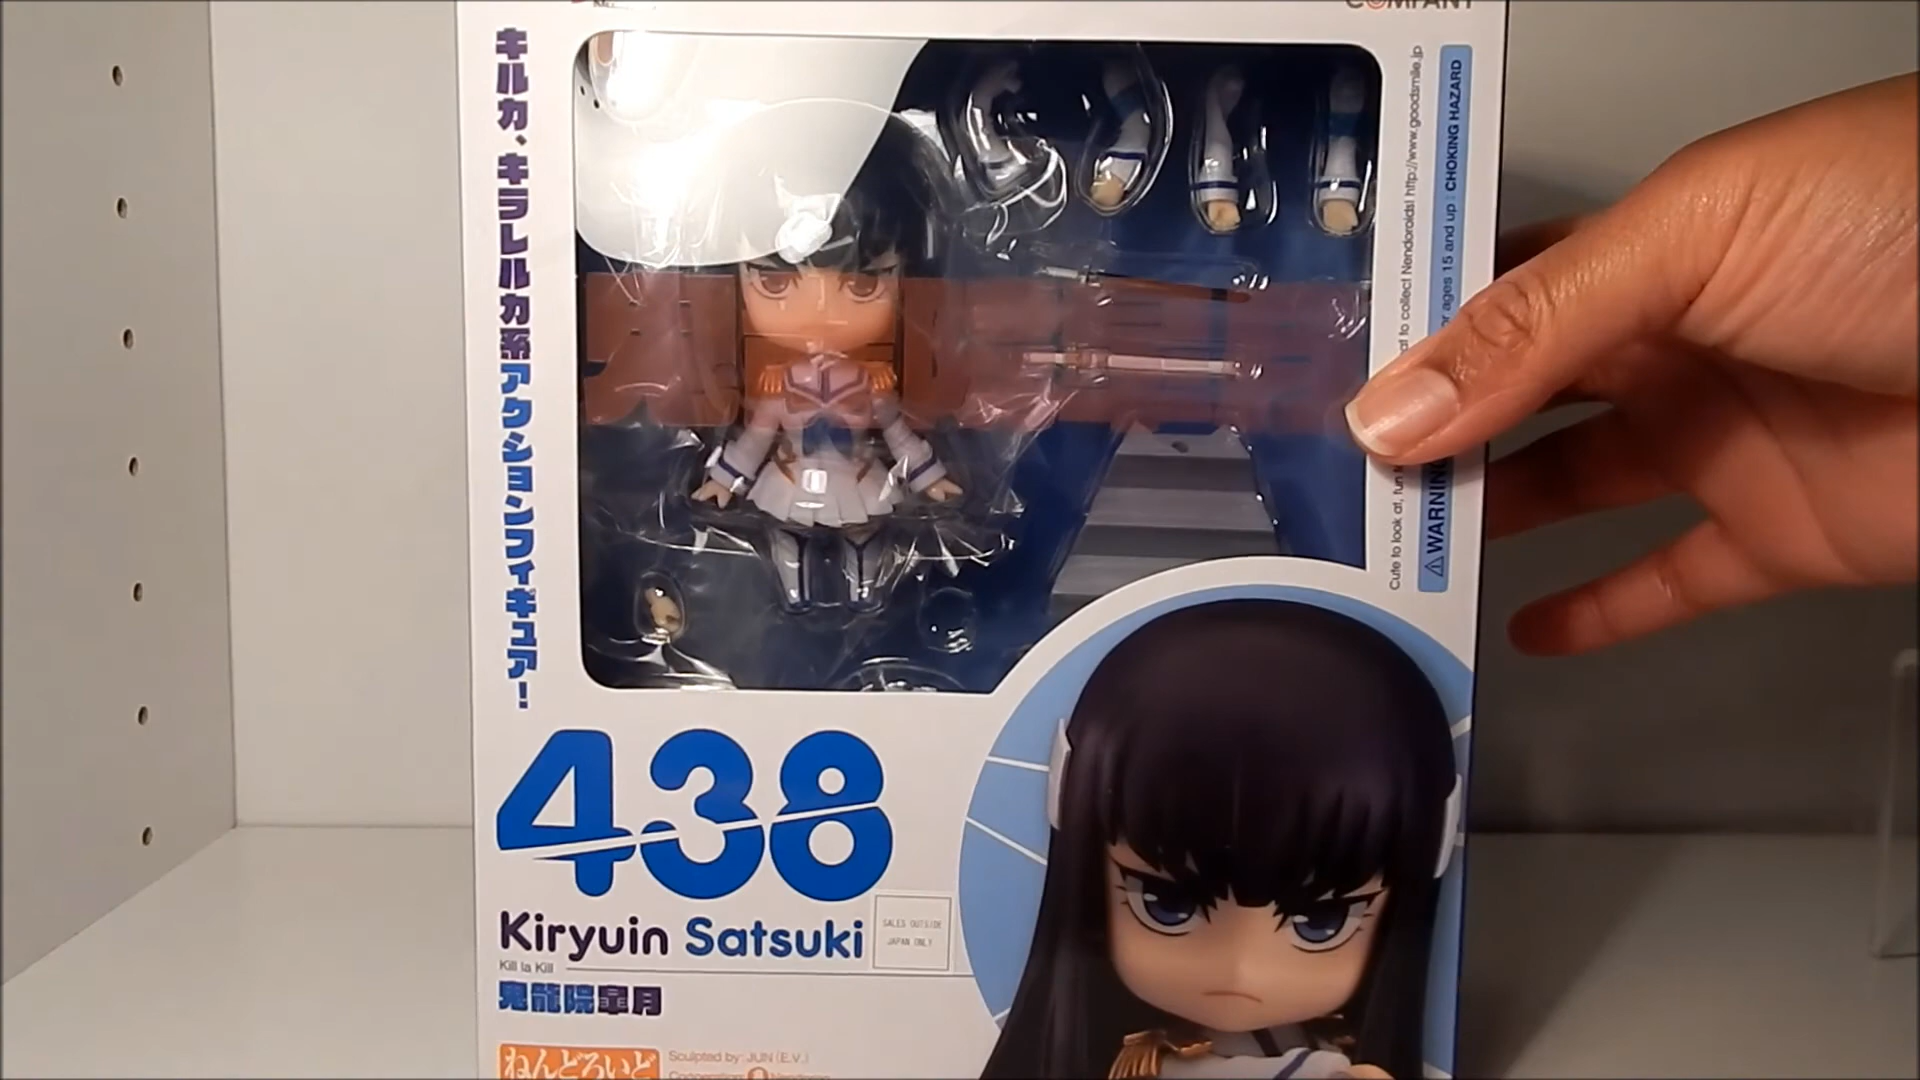 COMPANY
キルカ、キラレルカ系アクションフィギュア！
Cute to look at, fun to collect Nendoroids! http://www.goodsmile.jp
⚠WARNING
for ages 15 and up : CHOKING HAZARD
438
Kiryuin Satsuki
SALES OUTSIDE
JAPAN ONLY
Kill la Kill
鬼龍院皐月
ねんどろいど
Sculpted by: JUN (E.V.)
Cooperation: Nendoron